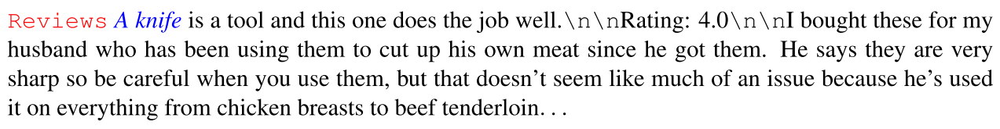 Reviews A knife is a tool and this one does the job well.\n\nRating: 4.0\n\nI bought these for my
husband who has been using them to cut up his own meat since he got them. He says they are very
sharp so be careful when you use them, but that doesn't seem like much of an issue because he's used
it on everything from chicken breasts to beef tenderloin...